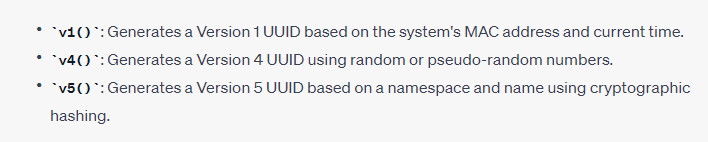 • `v1()`: Generates a Version 1 UUID based on the system's MAC address and current time.
• `v4()`: Generates a Version 4 UUID using random or pseudo-random numbers.
• `v5()`: Generates a Version 5 UUID based on a namespace and name using cryptographic
hashing.